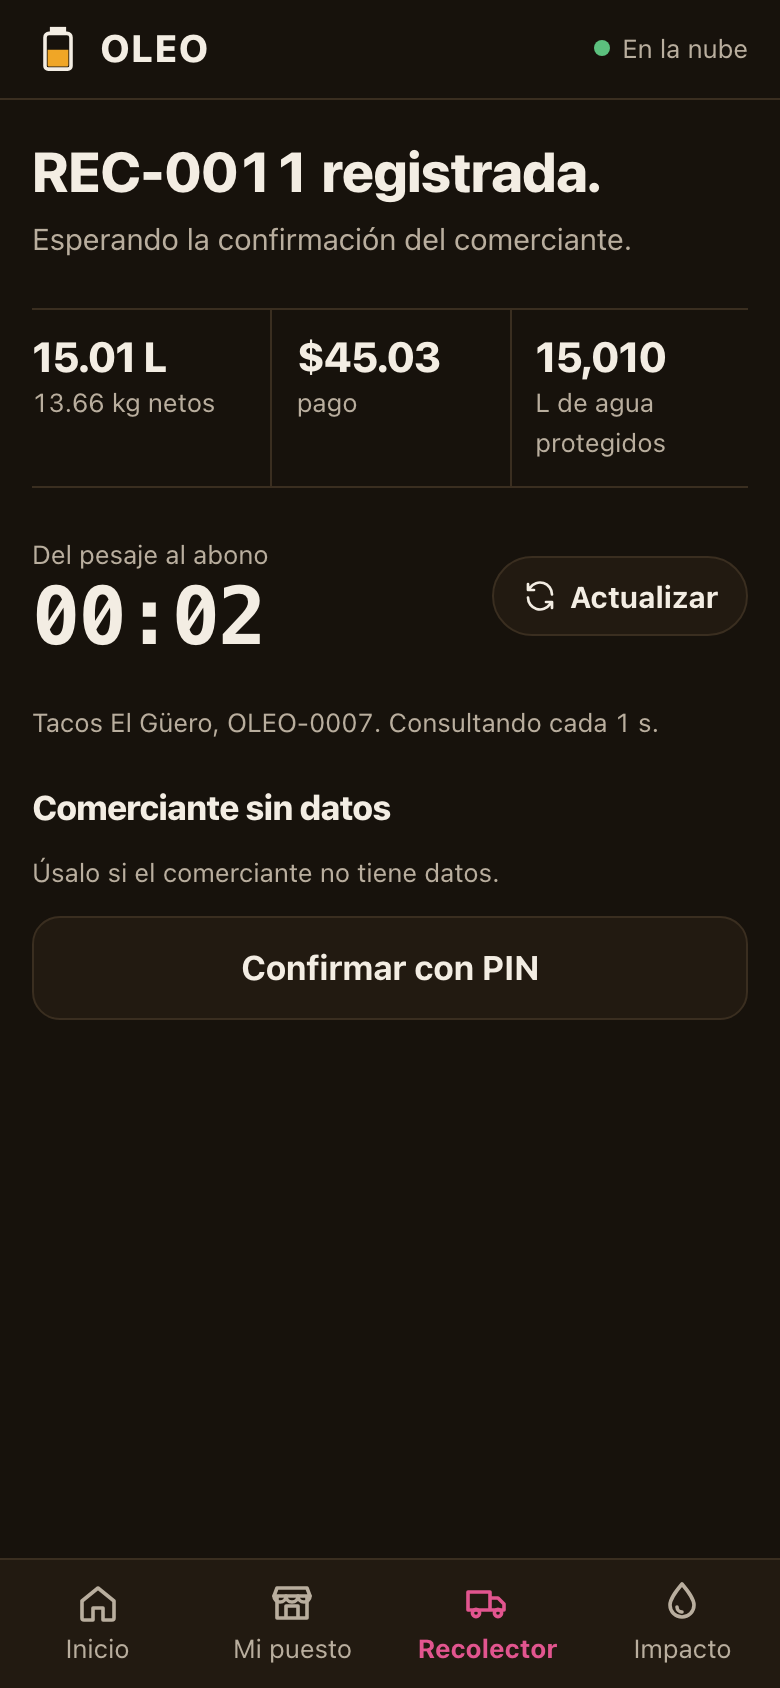 OLEO
En la nube
REC-0011 registrada.
Esperando la confirmación del comerciante.
15.01 L
13.66 kg netos
$45.03
pago
15,010
L de agua
protegidos
Del pesaje al abono
00:02
Actualizar
Tacos El Güero, OLEO-0007. Consultando cada 1 s.
Comerciante sin datos
Úsalo si el comerciante no tiene datos.
Confirmar con PIN
Inicio
Mi puesto
Recolector
Impacto